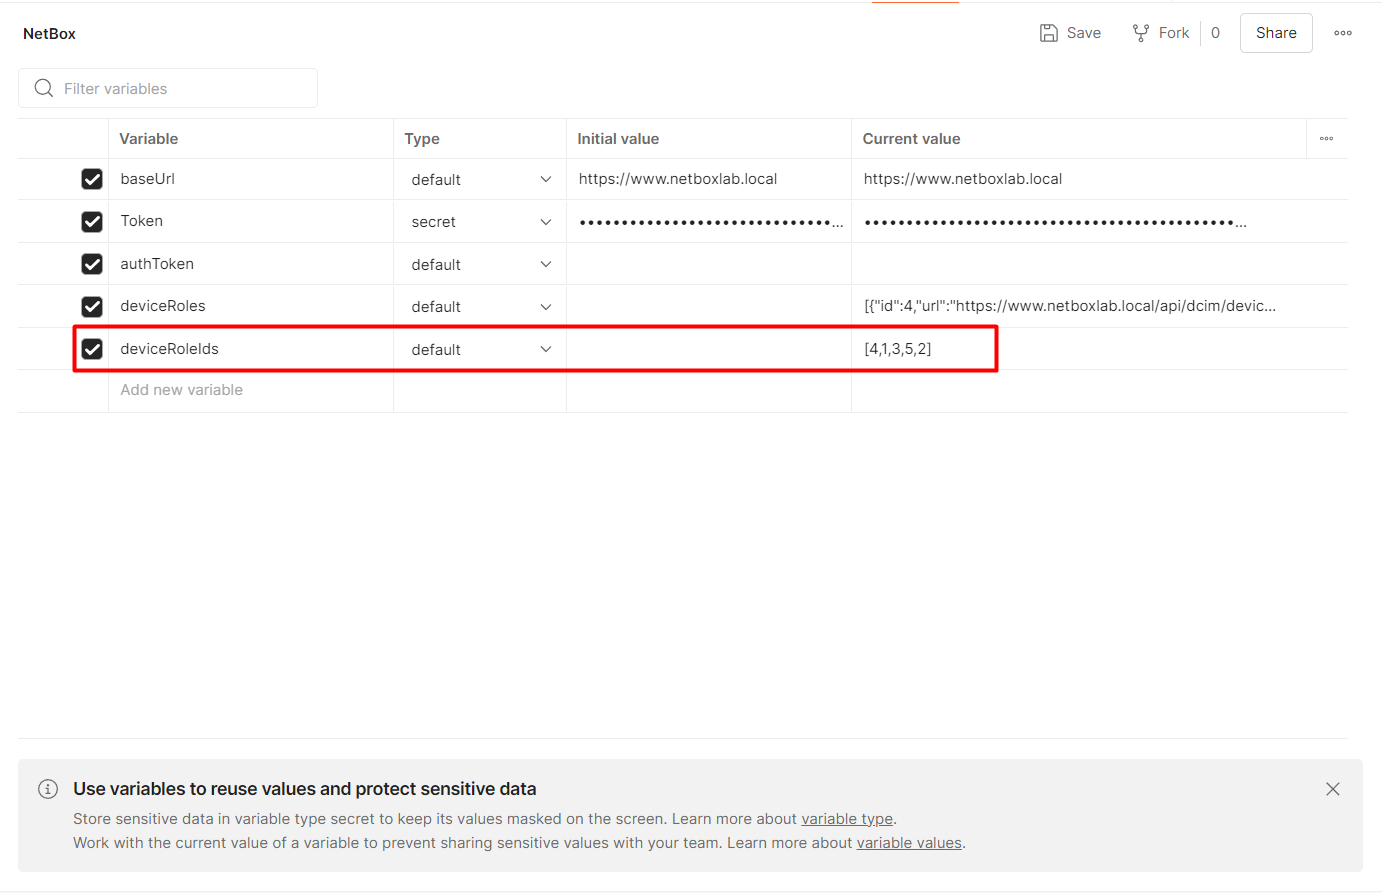 NetBox
Save Fork 0 Share
Filter variables
Variable Type Initial value Current value
baseUrl default https://www.netboxlab.local https://www.netboxlab.local
Token secret ••••••••••••••••••••••••••••••... ••••••••••••••••••••••••••••••••••••••••••••...
authToken default
deviceRoles default [{"id":4,"url":"https://www.netboxlab.local/api/dcim/devic...
deviceRoleIds default [4,1,3,5,2]
Add new variable
Use variables to reuse values and protect sensitive data
Store sensitive data in variable type secret to keep its values masked on the screen. Learn more about variable type.
Work with the current value of a variable to prevent sharing sensitive values with your team. Learn more about variable values.